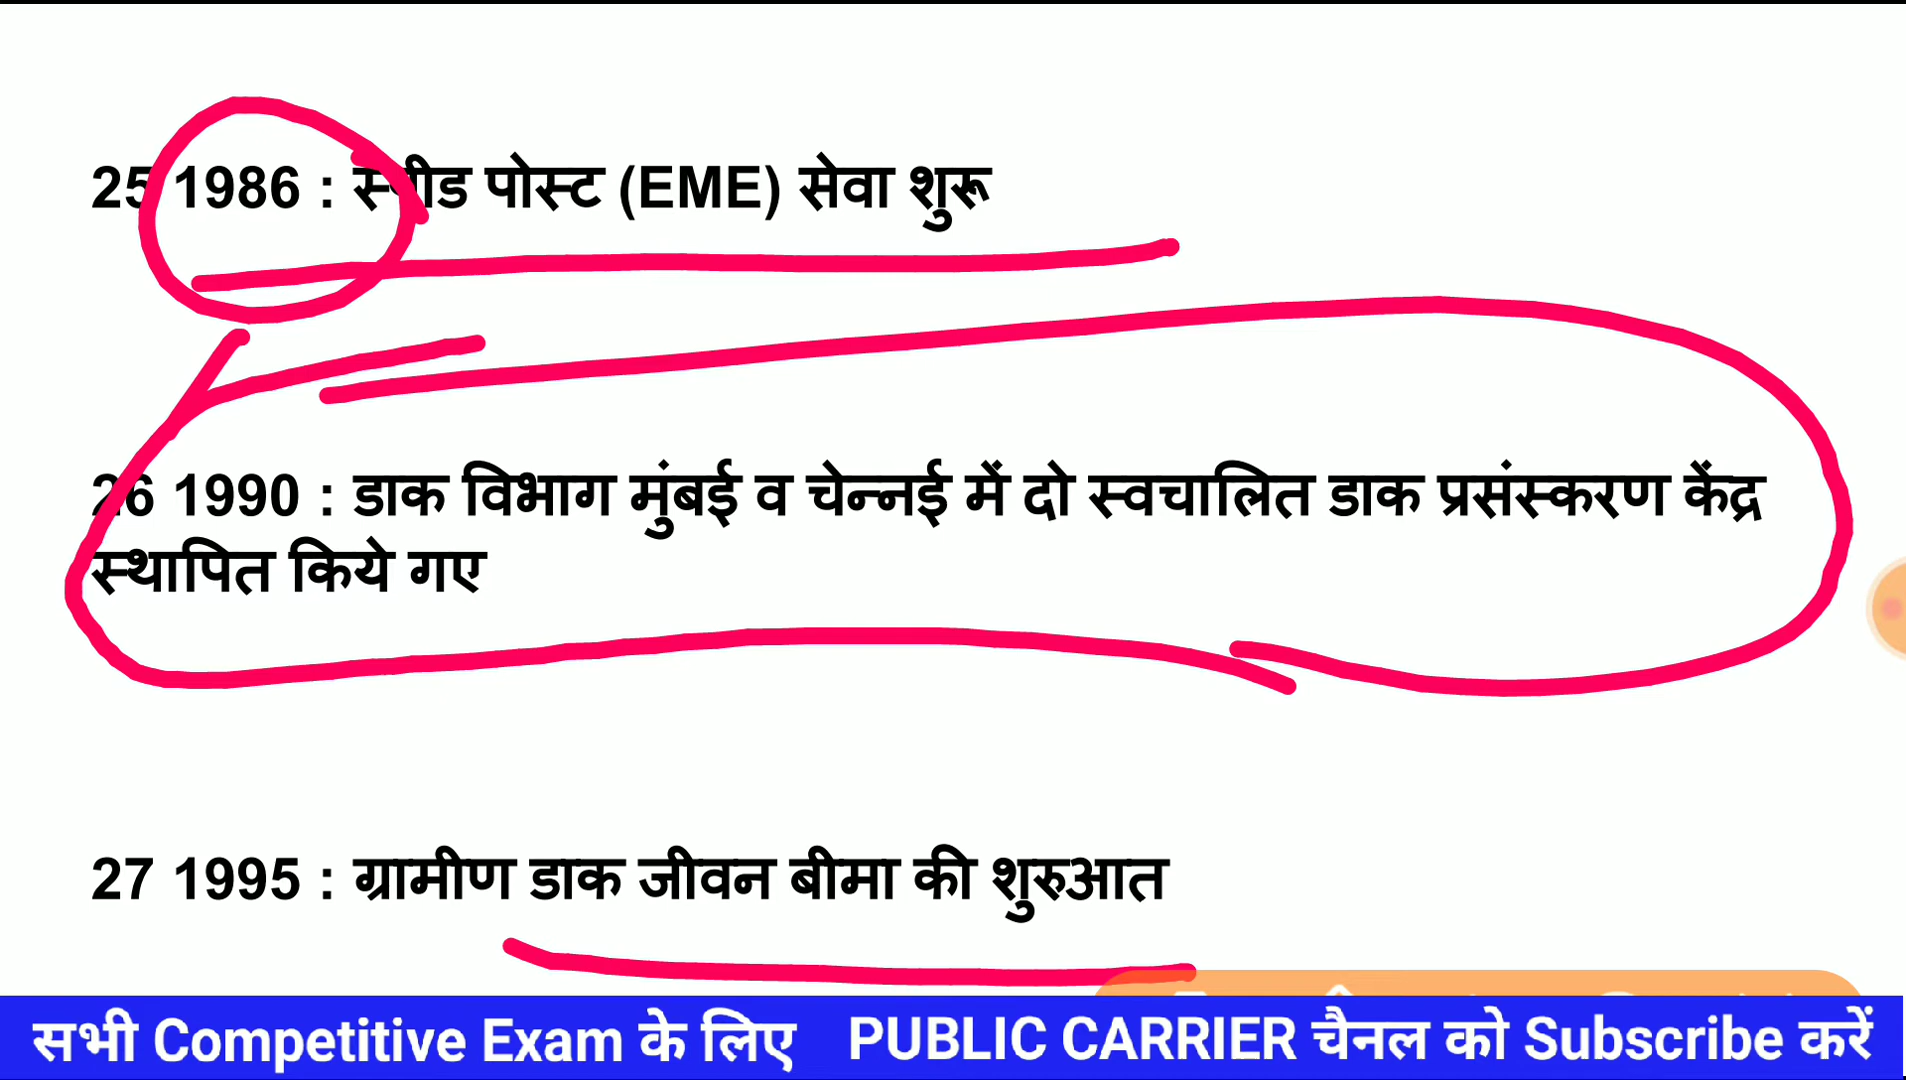 25 1986 : स्पीड पोस्ट (EME) सेवा शुरू
26 1990 : डाक विभाग मुंबई व चेन्नई में दो स्वचालित डाक प्रसंस्करण केंद्र
स्थापित किये गए
27 1995 : ग्रामीण डाक जीवन बीमा की शुरुआत
सभी Competitive Exam के लिए PUBLIC CARRIER चैनल को Subscribe करें